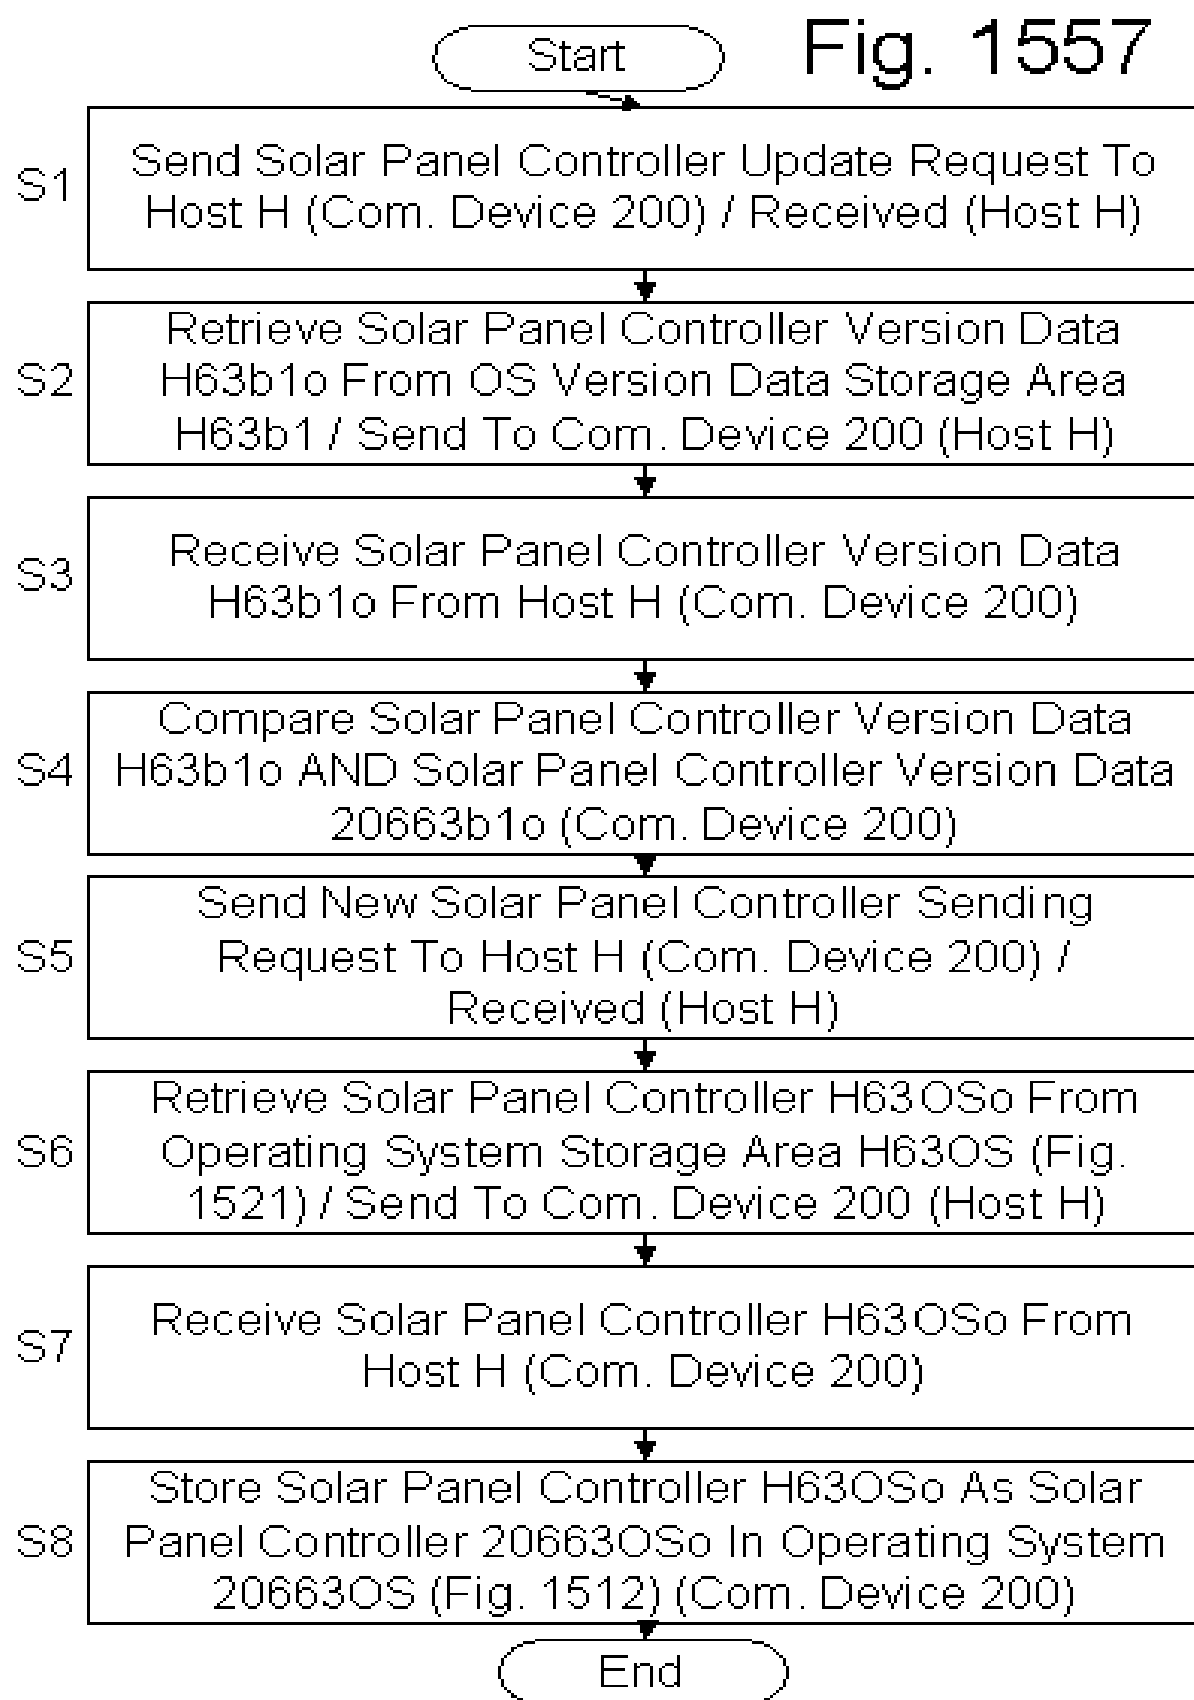 Start
Fig. 1557
S1
Send Solar Panel Controller Update Request To
Host H (Com. Device 200) / Received (Host H)
S2
Retrieve Solar Panel Controller Version Data
H63b1o From OS Version Data Storage Area
H63b1 / Send To Com. Device 200 (Host H)
S3
Receive Solar Panel Controller Version Data
H63b1o From Host H (Com. Device 200)
S4
Compare Solar Panel Controller Version Data
H63b1o AND Solar Panel Controller Version Data
20663b1o (Com. Device 200)
S5
Send New Solar Panel Controller Sending
Request To Host H (Com. Device 200) /
Received (Host H)
S6
Retrieve Solar Panel Controller H63OSo From
Operating System Storage Area H63OS (Fig.
1521) / Send To Com. Device 200 (Host H)
S7
Receive Solar Panel Controller H63OSo From
Host H (Com. Device 200)
S8
Store Solar Panel Controller H63OSo As Solar
Panel Controller 20663OSo In Operating System
20663OS (Fig. 1512) (Com. Device 200)
End